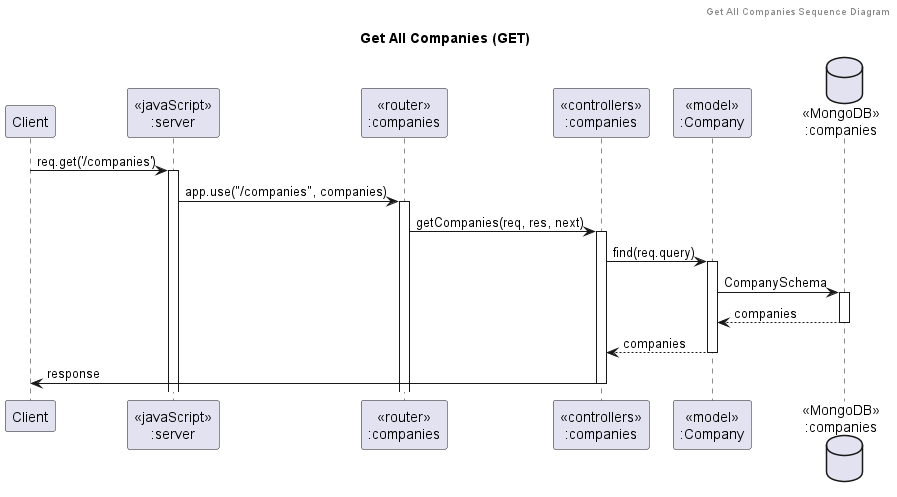 Get All Companies Sequence Diagram
Get All Companies (GET)
Client
«javaScript»
:server
«router»
:companies
«controllers»
:companies
«model»
:Company
«MongoDB»
:companies
req.get('/companies')
app.use("/companies", companies)
getCompanies(req, res, next)
find(req.query)
CompanySchema
companies
companies
response
Client
«javaScript»
:server
«router»
:companies
«controllers»
:companies
«model»
:Company
«MongoDB»
:companies